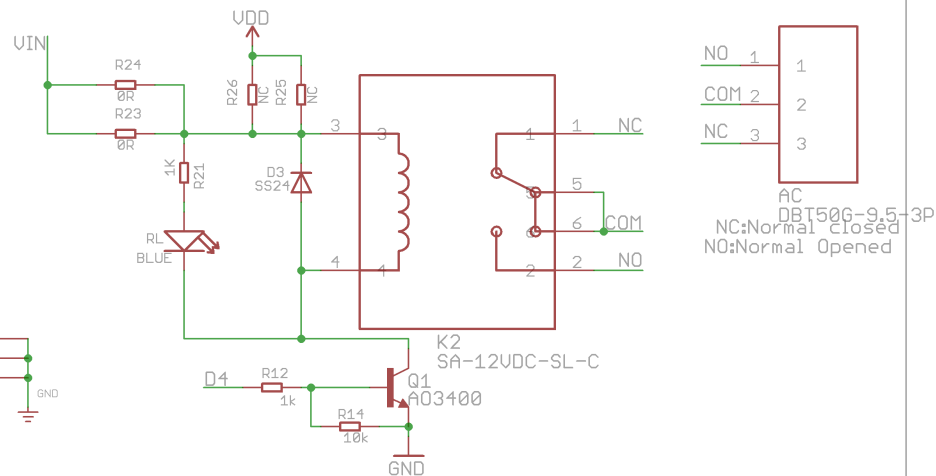 VDD
VIN
R24
0R
R23
0R
R26
NC
R25
NC
1K
R21
D3
SS24
RL
BLUE
3
3
4
4
1
1
NC
5
5
6
6
COM
2
2
NO
K2
SA-12VDC-SL-C
NO
1
1
COM
2
2
NC
3
3
AC
DBT50G-9.5-3P
NC:Normal closed
NO:Normal Opened
GND
D4
R12
1k
R14
10k
Q1
AO3400
GND